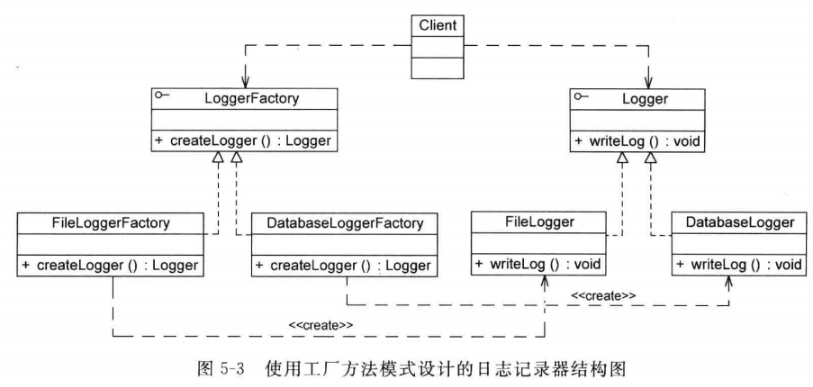 Client
LoggerFactory
+ createLogger () : Logger
Logger
+ writeLog () : void
FileLoggerFactory
+ createLogger () : Logger
DatabaseLoggerFactory
+ createLogger () : Logger
FileLogger
+ writeLog () : void
DatabaseLogger
+ writeLog () : void
<<create>>
<<create>>
图 5-3 使用工厂方法模式设计的日志记录器结构图